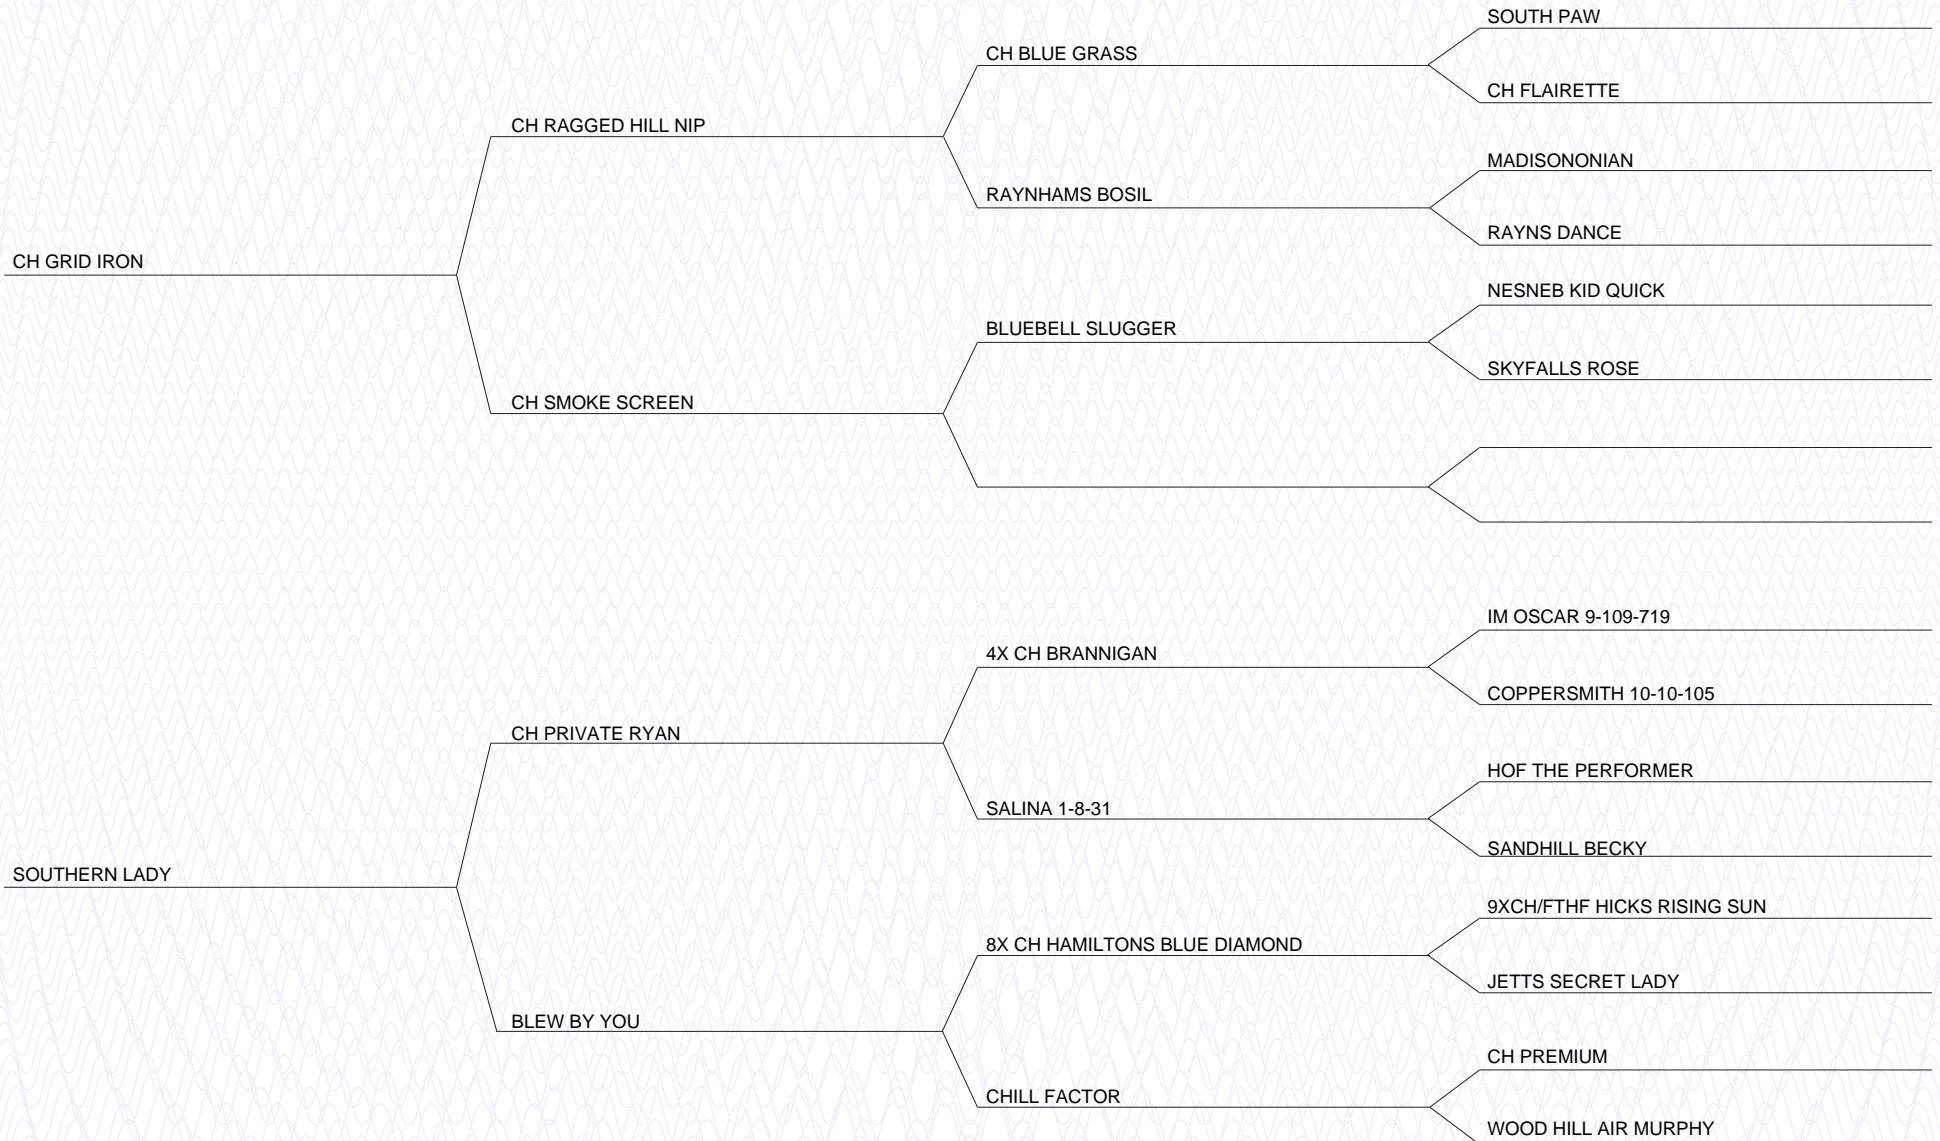 SOUTH PAW
CH BLUE GRASS
CH FLAIRETTE
CH RAGGED HILL NIP
MADISONONIAN
RAYNHAMS BOSIL
RAYNS DANCE
CH GRID IRON
NESNEB KID QUICK
BLUEBELL SLUGGER
SKYFALLS ROSE
CH SMOKE SCREEN
IM OSCAR 9-109-719
4X CH BRANNIGAN
COPPERSMITH 10-10-105
CH PRIVATE RYAN
HOF THE PERFORMER
SALINA 1-8-31
SANDHILL BECKY
SOUTHERN LADY
9XCH/FTHF HICKS RISING SUN
8X CH HAMILTONS BLUE DIAMOND
JETTS SECRET LADY
BLEW BY YOU
CH PREMIUM
CHILL FACTOR
WOOD HILL AIR MURPHY